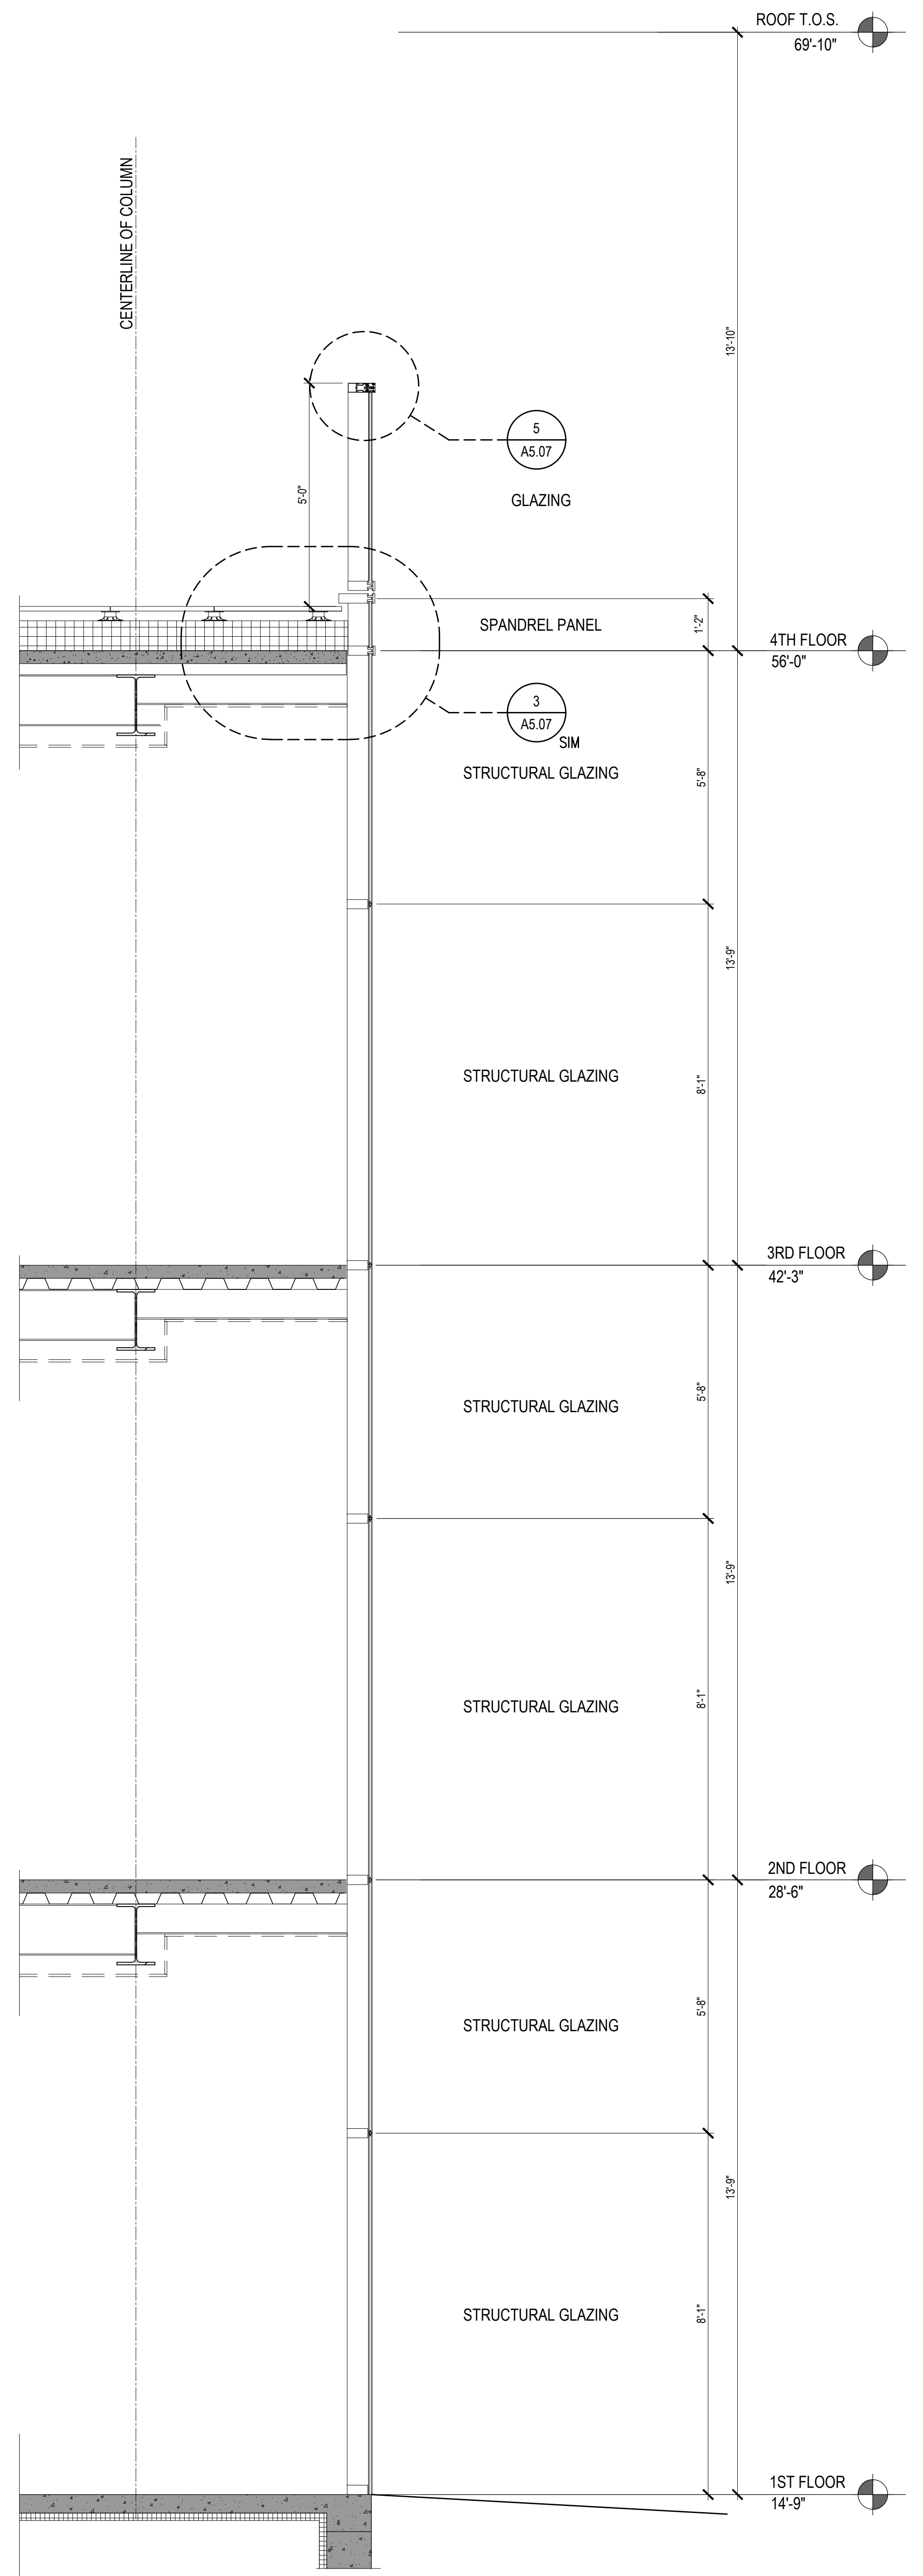 ROOF T.O.S.
69'-10"
CENTERLINE OF COLUMN
13'-10"
5
A5.07
5'-0"
GLAZING
SPANDREL PANEL
1'-2"
4TH FLOOR
56'-0"
3
A5.07
SIM
STRUCTURAL GLAZING
5'-8"
13'-9"
STRUCTURAL GLAZING
8'-1"
3RD FLOOR
42'-3"
STRUCTURAL GLAZING
5'-8"
13'-9"
STRUCTURAL GLAZING
8'-1"
2ND FLOOR
28'-6"
STRUCTURAL GLAZING
5'-8"
13'-9"
STRUCTURAL GLAZING
8'-1"
1ST FLOOR
14'-9"